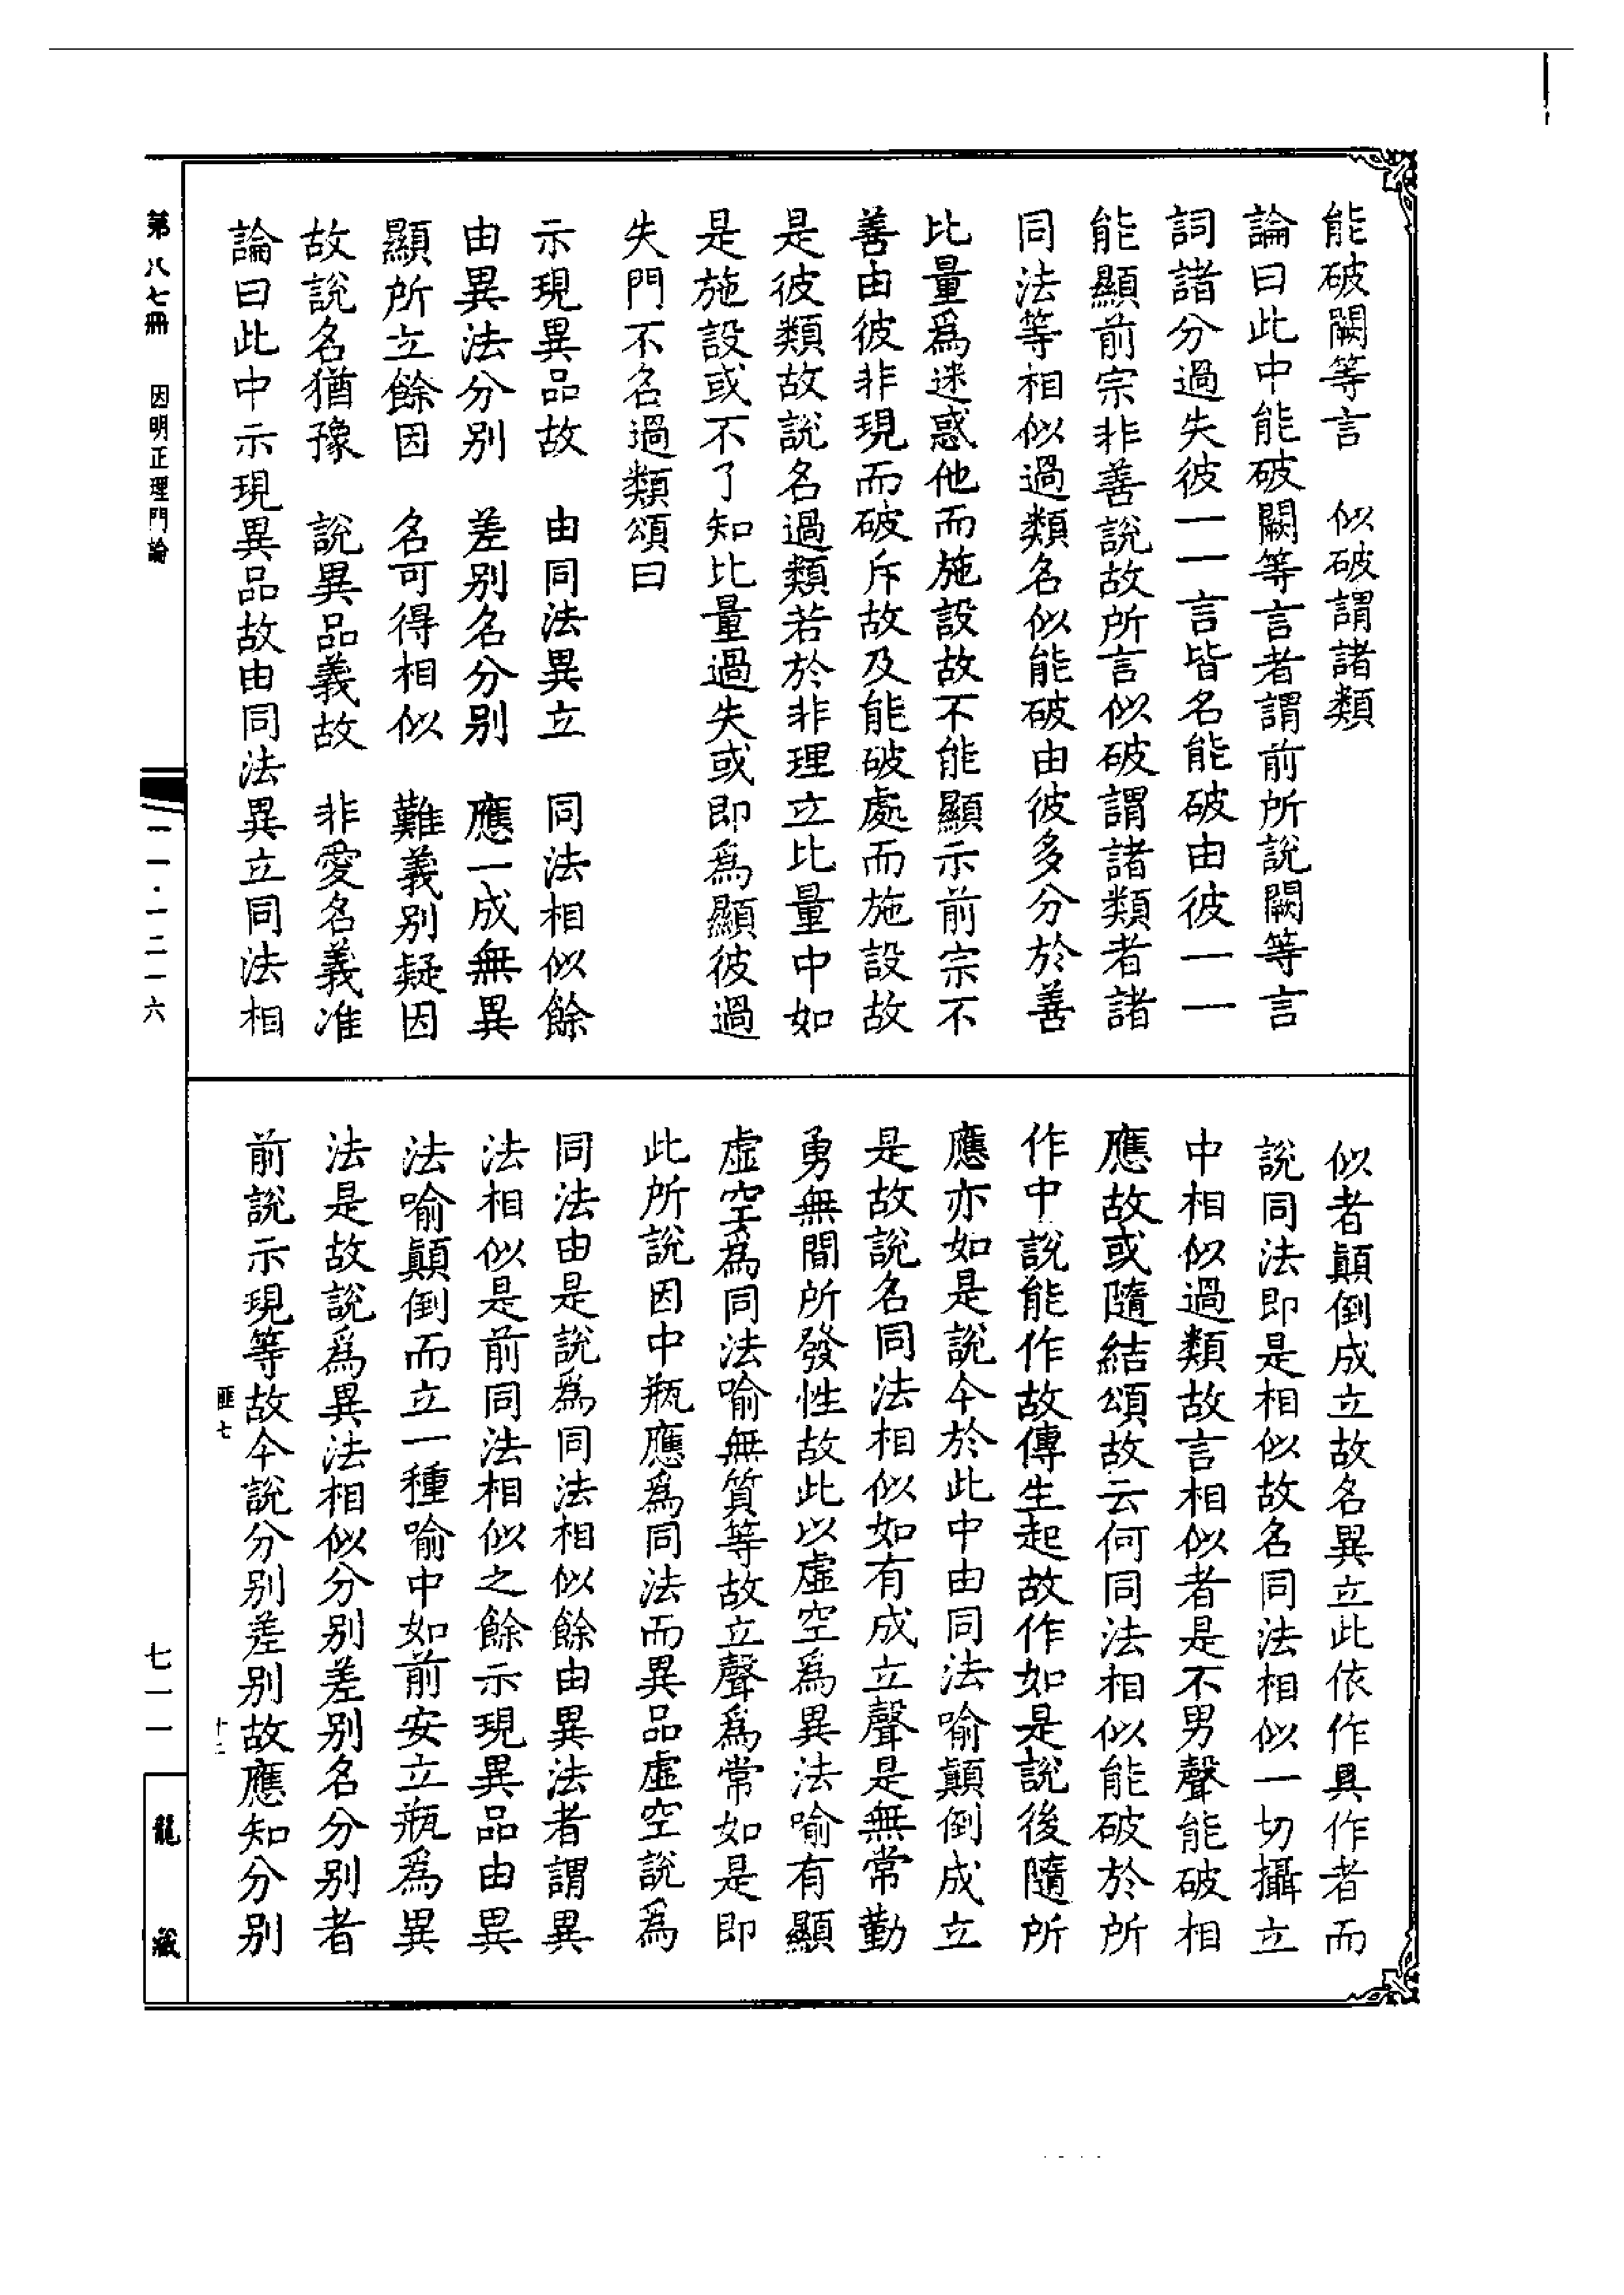 能破闕等言　似破謂諸類
論曰此中能破闕等言者謂前所說闕等言
詞諸分過失彼一一言皆名能破由彼一一
能顯前宗非善說故所言似破謂諸類者諸
同法等相似過類名似能破由彼多分於善
比量爲迷惑他而施設故不能顯示前宗不
善由彼非現而破斥故及能破處而施設故
是彼類故說名過類若於非理立比量中如
是施設或不了知比量過失或即爲顯彼過
失門不名過類頌曰
示現異品故　由同法異立　同法相似餘
由異法分別　差別名分別　應一成無異
顯所立餘因　名可得相似　難義別疑因
故說名猶豫　說異品義故　非愛名義准
論曰此中示現異品故由同法異立同法相
似者顛倒成立故名異立此依作具作者而
說同法即是相似故名同法相似一切攝立
中相似過類故言相似者是不男聲能破相
應故或隨結頌故云何同法相似能破於所
作中說能作故傳生起故作如是說後隨所
應亦如是說今於此中由同法喻顛倒成立
是故說名同法相似如有成立聲是無常勤
勇無間所發性故此以虛空爲異法喻有顯
虛空爲同法喻無質等故立聲爲常如是即
此所說因中瓶應爲同法而異品虛空說爲
同法由是說爲同法相似餘由異法者謂異
法相似是前同法相似之餘示現異品由異
法喻顛倒而立一種喻中如前安立瓶爲異
法是故說爲異法相似分別差別名分別者
前說示現等故今說分別差別故應知分別
匪七
十二
第八七冊　因明正理門論
一一·一二一六
七一一
龍藏